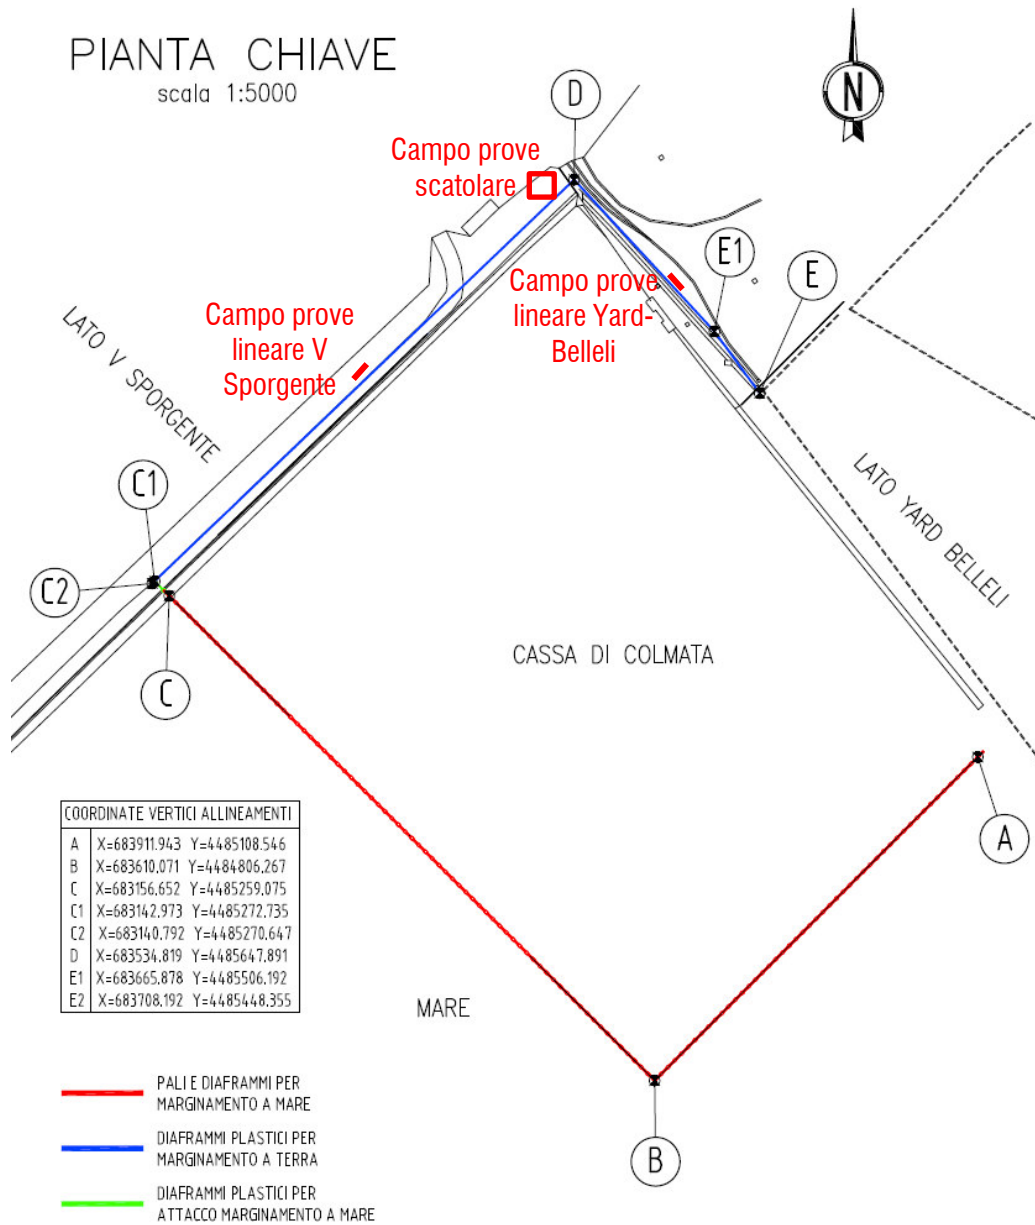 PIANTA CHIAVE
scala 1:5000
N
D
Campo prove
scatolare
E1
E
Campo prove
lineare Yard-
Belleli
Campo prove
lineare V
Sporgente
LATO V SPORGENTE
C1
C2
C
LATO YARD BELLELI
CASSA DI COLMATA
A
COORDINATE VERTICI ALLINEAMENTI
A X=683911.943 Y=4485108.546
B X=683610.071 Y=4484806.267
C X=683156.652 Y=4485259.075
C1 X=683142.973 Y=4485272.735
C2 X=683140.792 Y=4485270.647
D X=683534.819 Y=4485647.891
E1 X=683665.878 Y=4485506.192
E2 X=683708.192 Y=4485448.355
MARE
B
PALI E DIAFRAMMI PER
MARGINAMENTO A MARE
DIAFRAMMI PLASTICI PER
MARGINAMENTO A TERRA
DIAFRAMMI PLASTICI PER
ATTACCO MARGINAMENTO A MARE